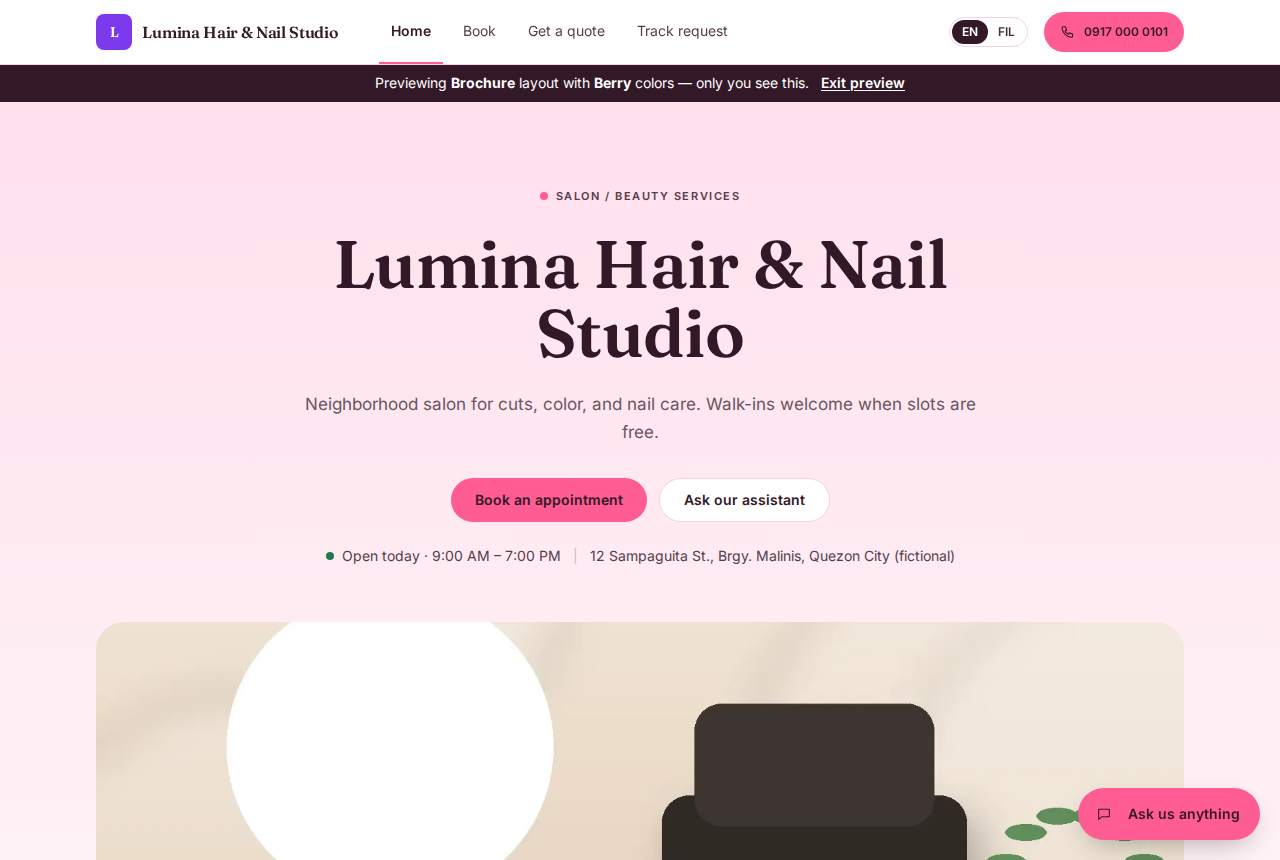 L
Lumina Hair & Nail Studio
Home
Book
Get a quote
Track request
EN
FIL
0917 000 0101
Previewing Brochure layout with Berry colors — only you see this. Exit preview
SALON / BEAUTY SERVICES
Lumina Hair & Nail
Studio
Neighborhood salon for cuts, color, and nail care. Walk-ins welcome when slots are
free.
Book an appointment
Ask our assistant
Open today · 9:00 AM – 7:00 PM | 12 Sampaguita St., Brgy. Malinis, Quezon City (fictional)
Ask us anything